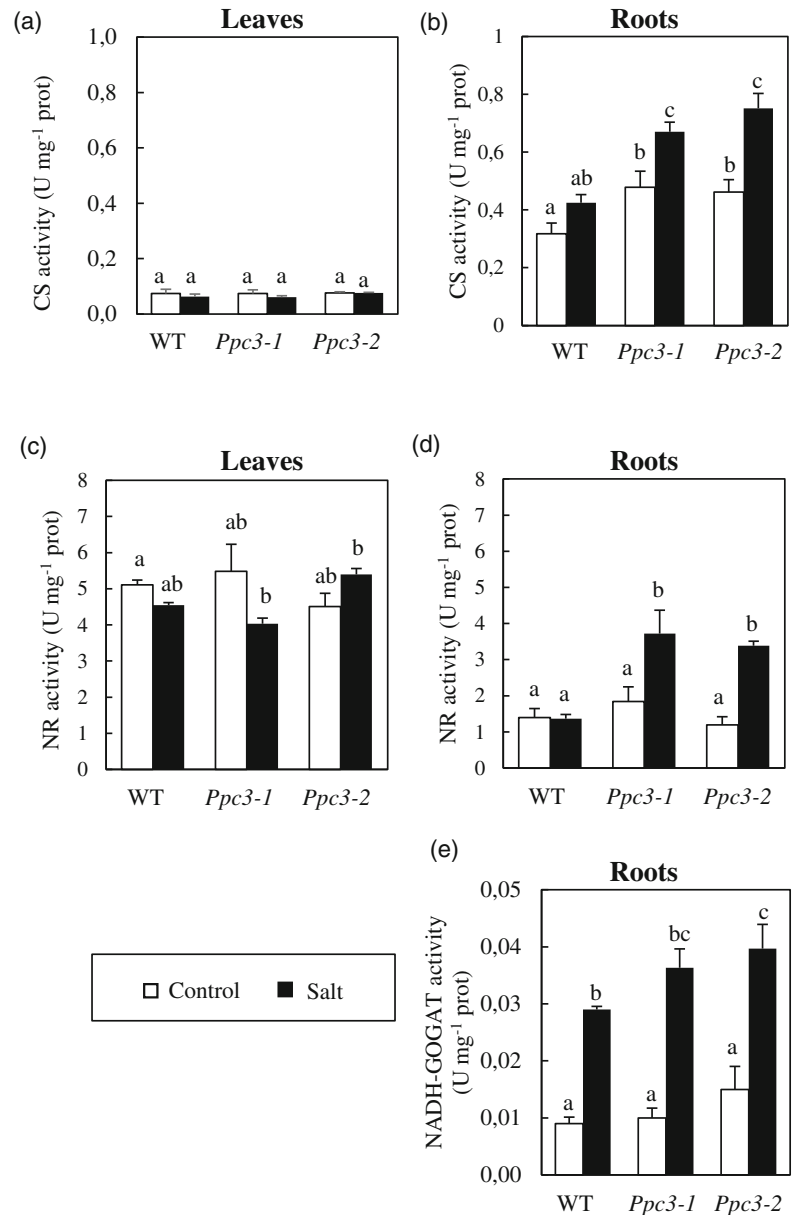 (a)
Leaves
CS activity (U mg⁻¹ prot)
1,0
0,8
0,6
0,4
0,2
0,0
a a a a a a
WT Ppc3-1 Ppc3-2
(b)
Roots
CS activity (U mg⁻¹ prot)
1
0,8
0,6
0,4
0,2
0
a ab b c b c
WT Ppc3-1 Ppc3-2
(c)
Leaves
NR activity (U mg⁻¹ prot)
8
7
6
5
4
3
2
1
0
a ab ab b ab b
WT Ppc3-1 Ppc3-2
(d)
Roots
NR activity (U mg⁻¹ prot)
8
7
6
5
4
3
2
1
0
a a a b a b
WT Ppc3-1 Ppc3-2
Control Salt
(e)
Roots
NADH-GOGAT activity
(U mg⁻¹ prot)
0,05
0,04
0,03
0,02
0,01
0,00
a b a bc a c
WT Ppc3-1 Ppc3-2